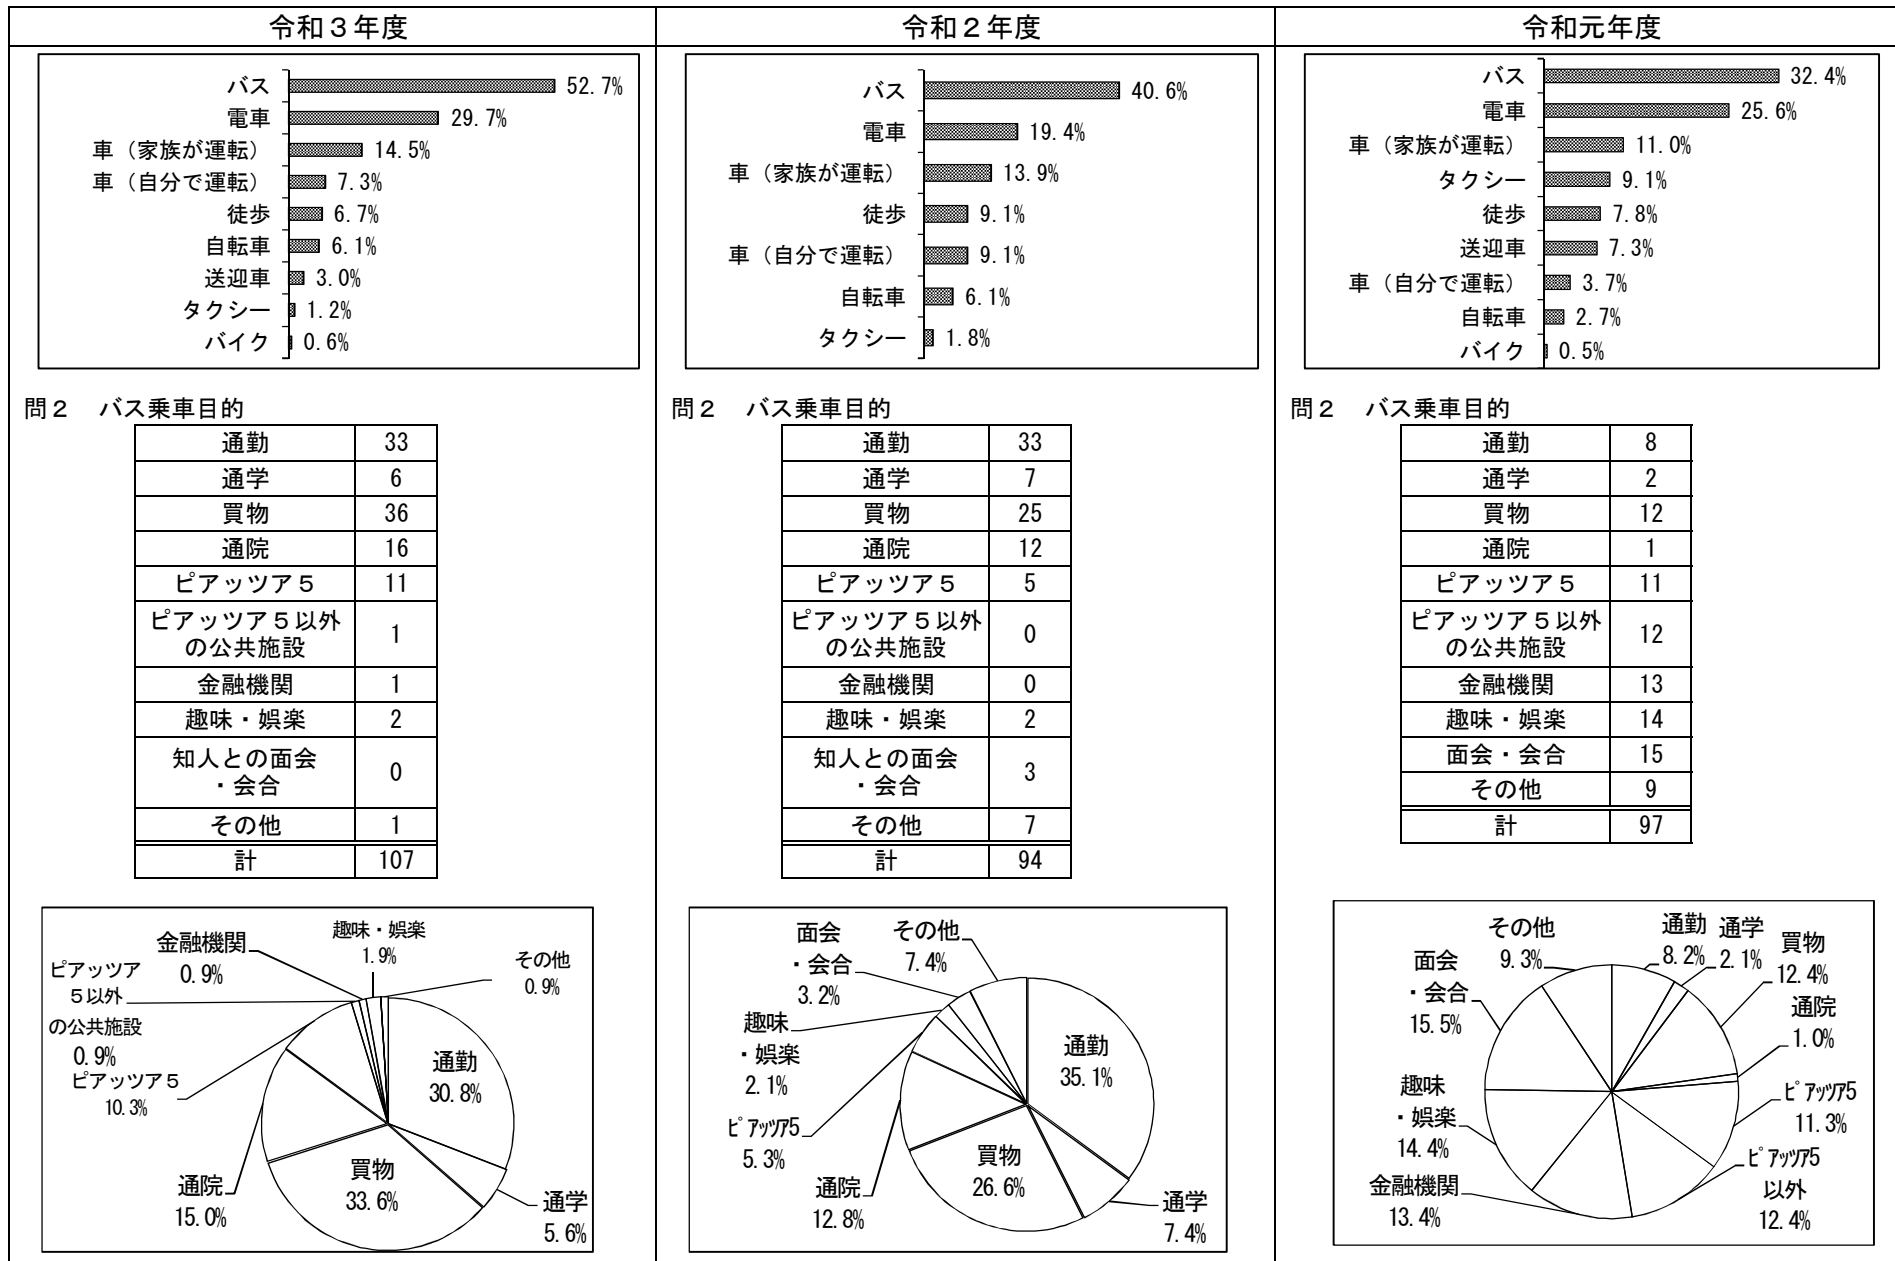 令和３年度
バス 52.7%
電車 29.7%
車（家族が運転） 14.5%
車（自分で運転） 7.3%
徒歩 6.7%
自転車 6.1%
送迎車 3.0%
タクシー 1.2%
バイク 0.6%
問２　バス乗車目的
通勤 33
通学 6
買物 36
通院 16
ピアッツア５ 11
ピアッツア５以外
の公共施設 1
金融機関 1
趣味・娯楽 2
知人との面会
・会合 0
その他 1
計 107
金融機関
0.9%
趣味・娯楽
1.9%
その他
0.9%
ピアッツア
５以外
の公共施設
0.9%
ピアッツア５
10.3%
通勤
30.8%
通院
15.0%
買物
33.6%
通学
5.6%
令和２年度
バス 40.6%
電車 19.4%
車（家族が運転） 13.9%
徒歩 9.1%
車（自分で運転） 9.1%
自転車 6.1%
タクシー 1.8%
問２　バス乗車目的
通勤 33
通学 7
買物 25
通院 12
ピアッツア５ 5
ピアッツア５以外
の公共施設 0
金融機関 0
趣味・娯楽 2
知人との面会
・会合 3
その他 7
計 94
面会
・会合
3.2%
その他
7.4%
趣味
・娯楽
2.1%
通勤
35.1%
ﾋﾟｱｯﾂｱ5
5.3%
通院
12.8%
買物
26.6%
通学
7.4%
令和元年度
バス 32.4%
電車 25.6%
車（家族が運転） 11.0%
タクシー 9.1%
徒歩 7.8%
送迎車 7.3%
車（自分で運転） 3.7%
自転車 2.7%
バイク 0.5%
問２　バス乗車目的
通勤 8
通学 2
買物 12
通院 1
ピアッツア５ 11
ピアッツア５以外
の公共施設 12
金融機関 13
趣味・娯楽 14
面会・会合 15
その他 9
計 97
その他
9.3%
通勤
8.2%
通学
2.1%
買物
12.4%
面会
・会合
15.5%
通院
1.0%
趣味
・娯楽
14.4%
ﾋﾟｱｯﾂｱ5
11.3%
金融機関
13.4%
ﾋﾟｱｯﾂｱ5
以外
12.4%